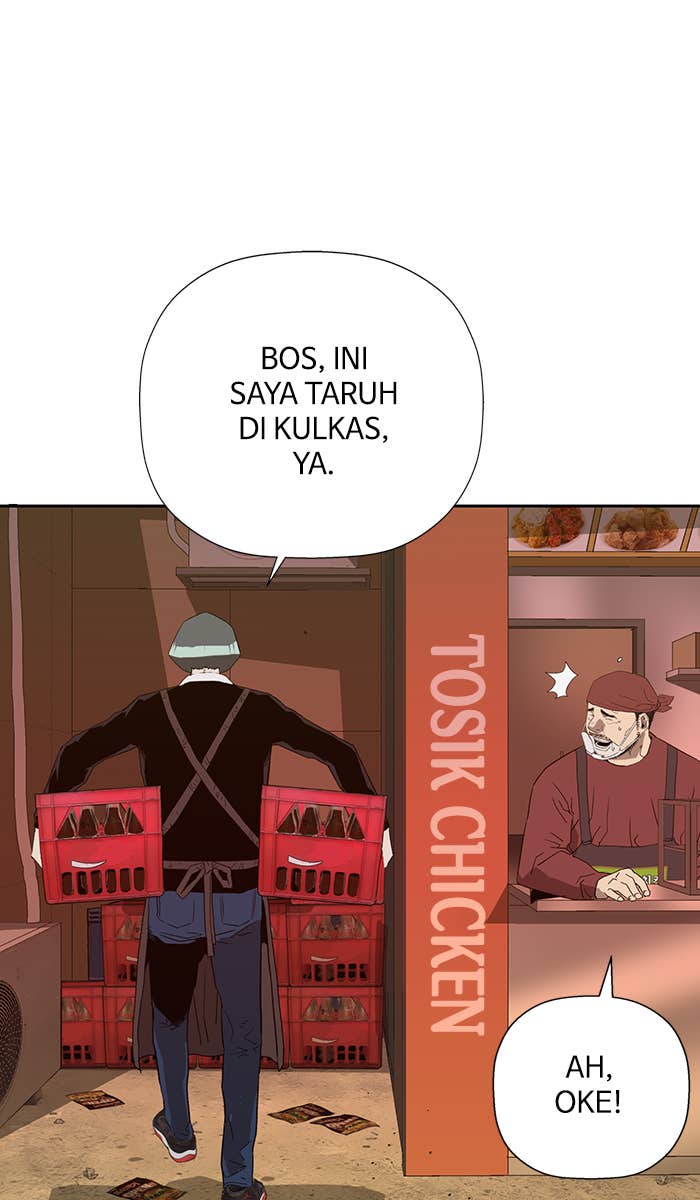 BOS, INI
SAYA TARUH
DI KULKAS,
YA.
TOSIK CHICKEN
AH,
OKE!